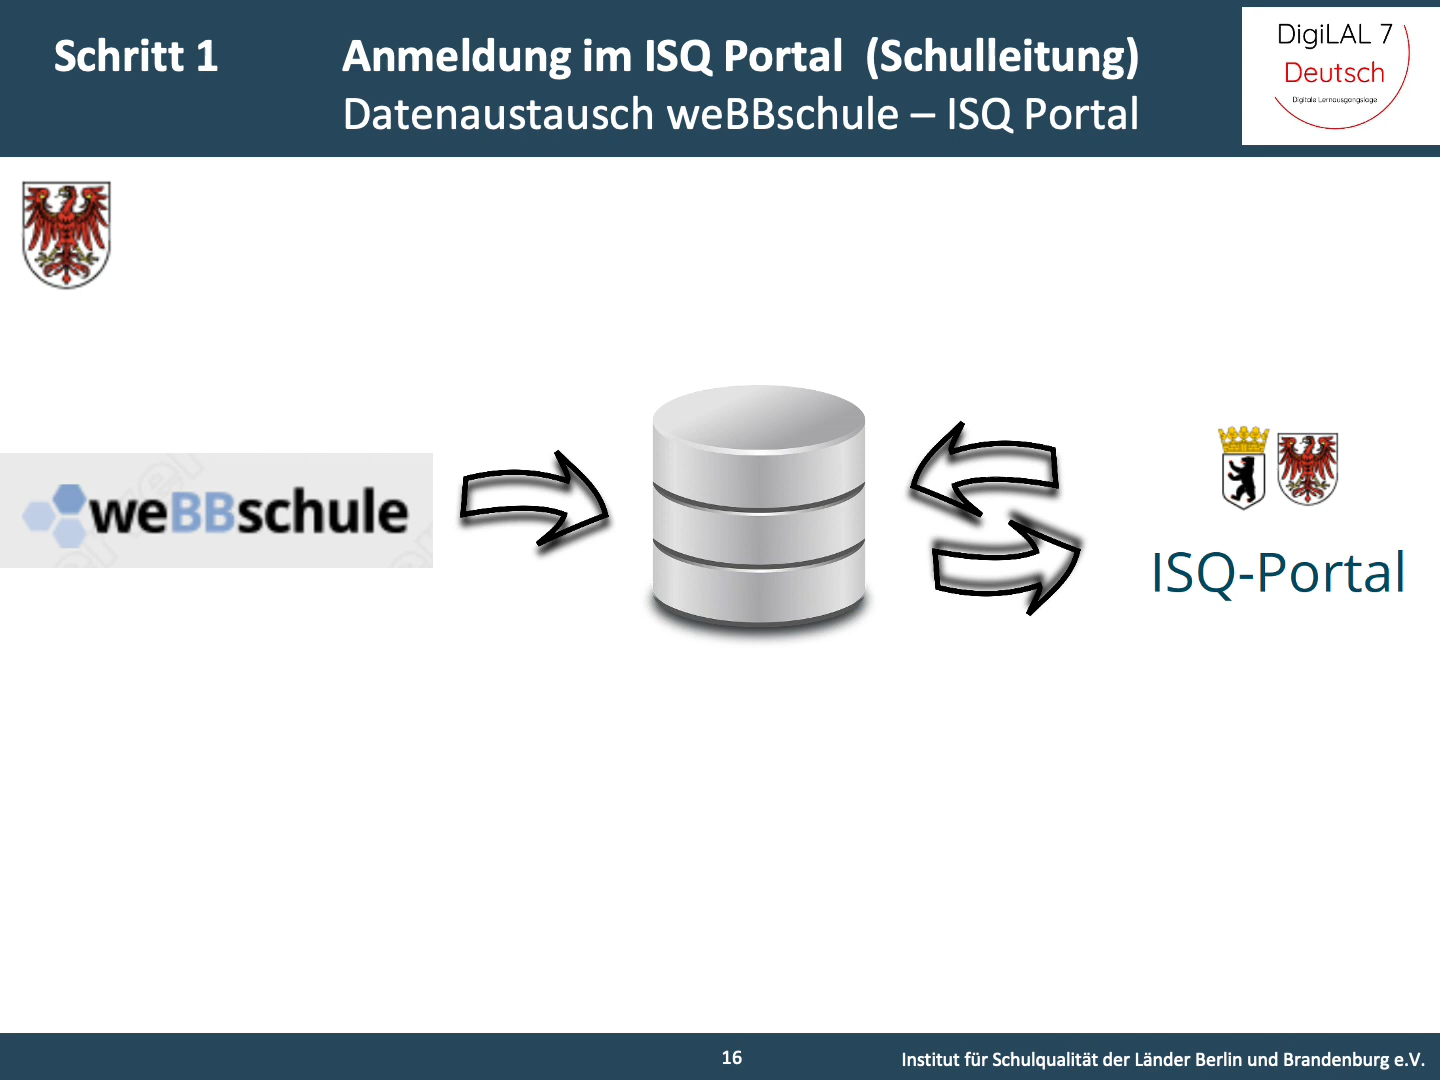 Schritt 1
Anmeldung im ISQ Portal (Schulleitung)
Datenaustausch weBBschule – ISQ Portal
DigiLAL 7
Deutsch
Digitale Lernausgangslage
weBBschule
ISQ-Portal
16
Institut für Schulqualität der Länder Berlin und Brandenburg e.V.